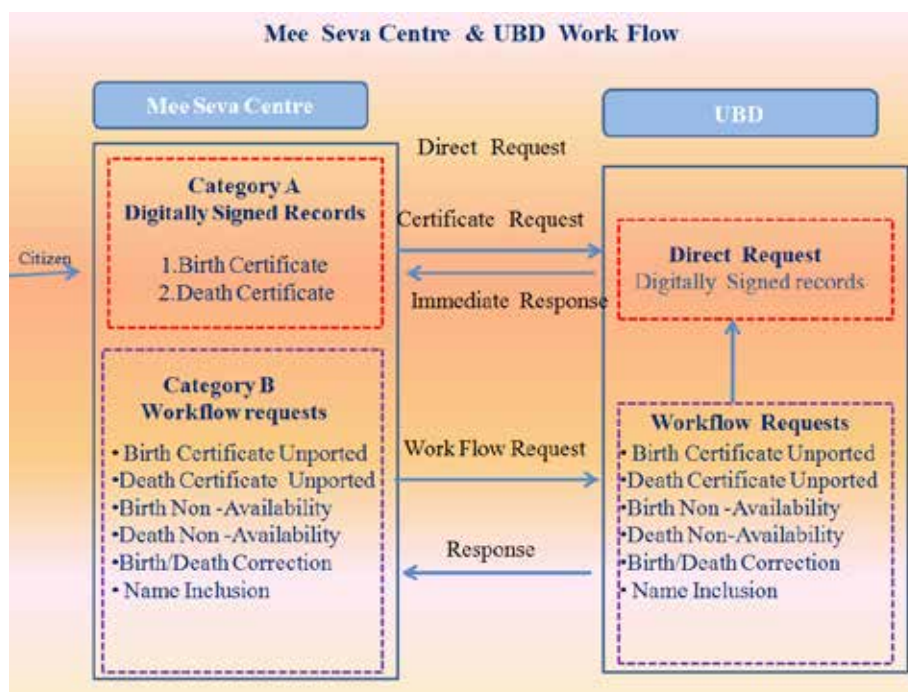 Mee Seva Centre & UBD Work Flow
Mee Seva Centre
UBD
Direct Request
Category A
Digitally Signed Records
1.Birth Certificate
2.Death Certificate
Citizen
Certificate Request
Immediate Response
Direct Request
Digitally Signed records
Category B
Workflow requests
• Birth Certificate Unported
•Death Certificate Unported
•Birth Non -Availability
•Death Non -Availability
•Birth/Death Correction
• Name Inclusion
Work Flow Request
Response
Workflow Requests
• Birth Certificate Unported
•Death Certificate Unported
•Birth Non-Availability
•Death Non-Availability
•Birth/Death Correction
• Name Inclusion